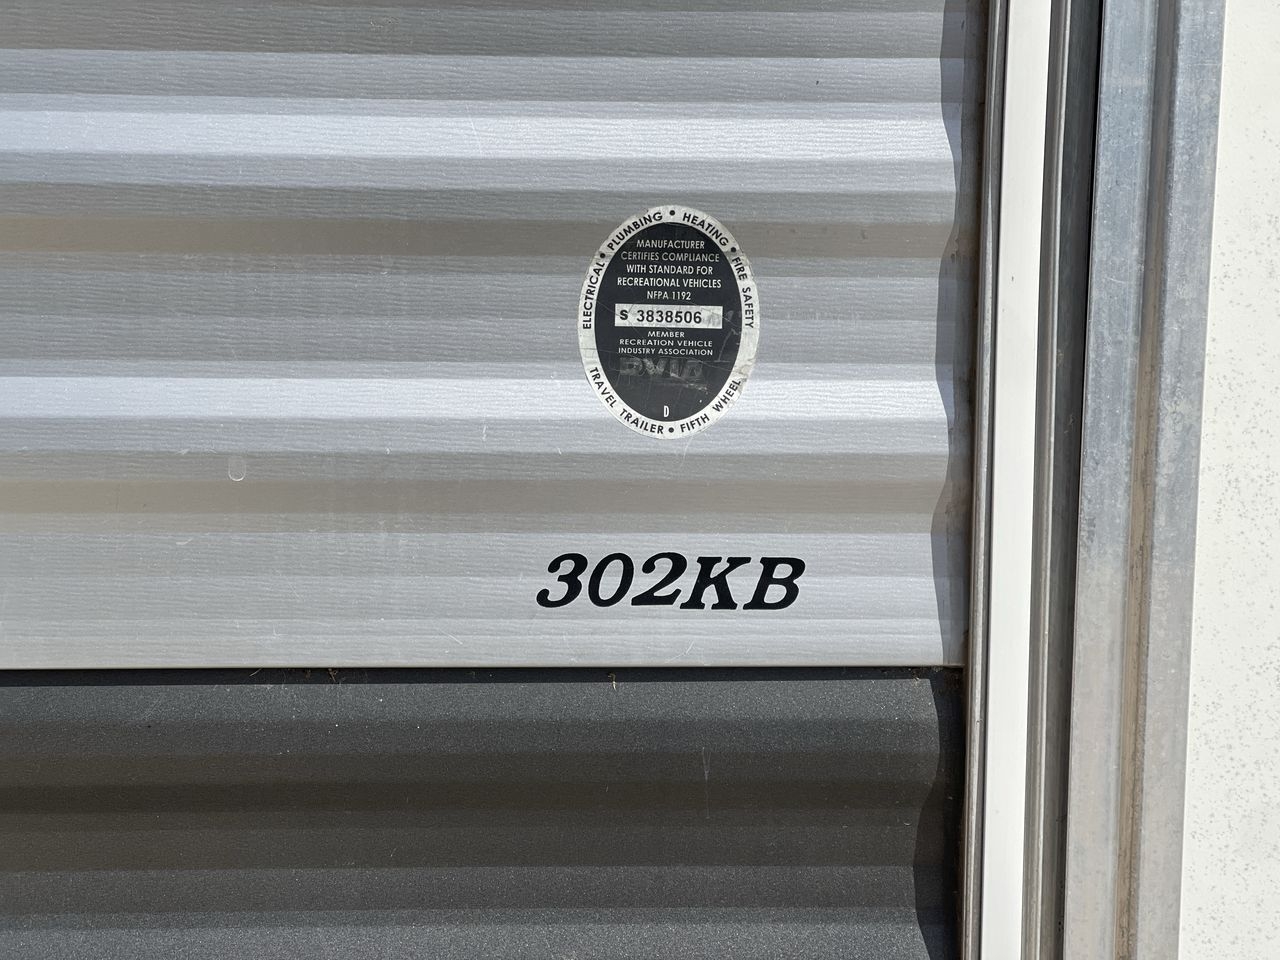 ELECTRICAL • PLUMBING • HEATING • FIRE SAFETY
MANUFACTURER
CERTIFIES COMPLIANCE
WITH STANDARD FOR
RECREATIONAL VEHICLES
NFPA 1192
S 3838506
MEMBER
RECREATION VEHICLE
INDUSTRY ASSOCIATION
RVIA
D
TRAVEL TRAILER • FIFTH WHEEL
302KB